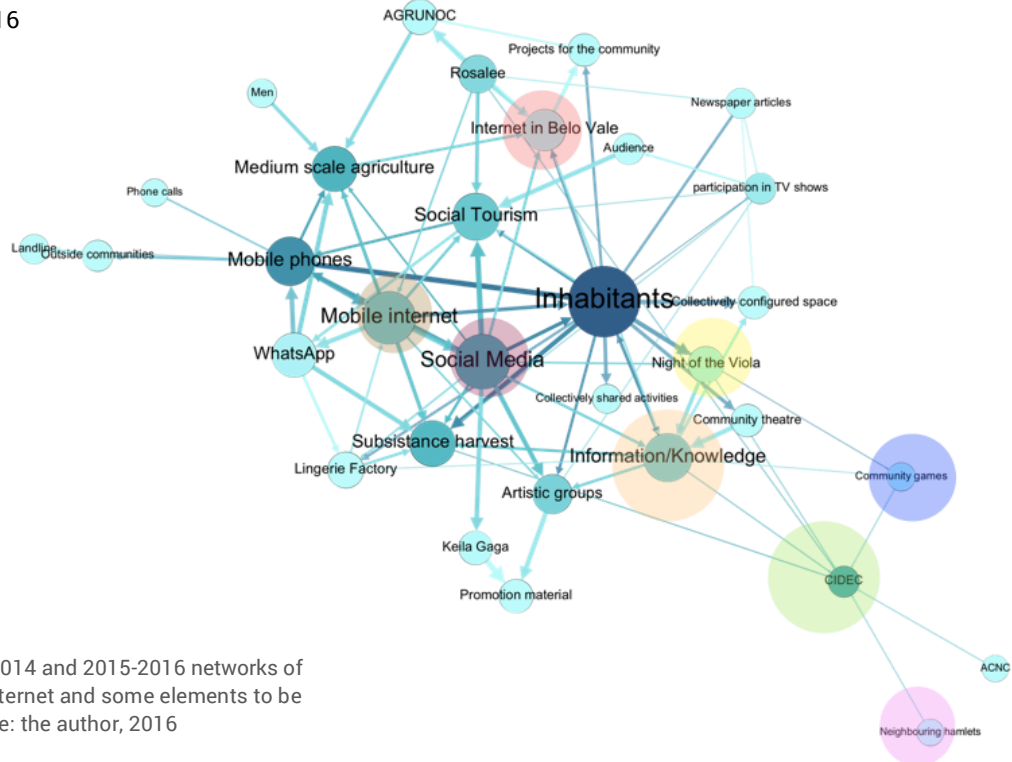 16
AGRUNOC
Projects for the community
Rosalee
Men
Newspaper articles
Internet in Belo Vale
Audience
Medium scale agriculture
Phone calls
participation in TV shows
Social Tourism
Landline
Outside communities
Mobile phones
Inhabitants
Collectively configured space
Mobile internet
WhatsApp
Social Media
Night of the Viola
Collectively shared activities
Community theatre
Subsistance harvest
Information/Knowledge
Lingerie Factory
Community games
Artistic groups
Keila Gaga
CIDEC
Promotion material
ACNC
Neighbouring hamlets
014 and 2015-2016 networks of
ternet and some elements to be
e: the author, 2016